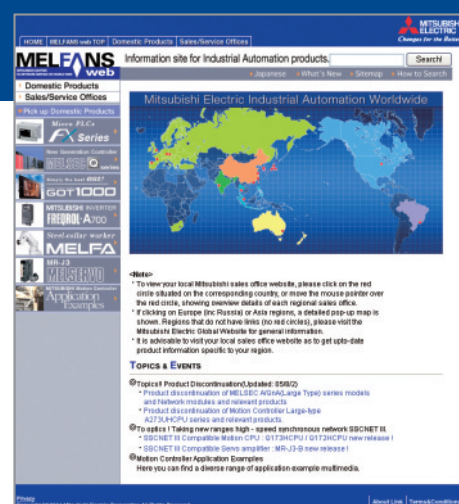 MITSUBISHI
ELECTRIC
Changes for the Better
HOME MELFANS web TOP Domestic Products Sales/Service Offices
MELFANS
web
Information site for Industrial Automation products.
Search!
Japanese What's New Sitemap How to Search
Domestic Products
Sales/Service Offices
Pick up Domestic Products
Micro PLCs
FX Series
New Generation Controller
MELSEC Q series
GOT1000
MITSUBISHI INVERTER
FREQROL-A700
Steel-collar worker
MELFA
MR-J3
MELSERVO
Application
Examples
Mitsubishi Electric Industrial Automation Worldwide
<Note>
* To view your local Mitsubishi sales office website, please click on the red
circle situated on the corresponding country, or move the mouse pointer over
the red circle, showing overview details of each regional sales office.
* If clicking on Europe (inc Russia) or Asia regions, a detailed pop-up map is
shown. Regions that do not have links (no red circles), please visit the
Mitsubishi Electric Global Website for general information.
* It is advisable to visit your local sales office website as to get upto-date
product information specific to your region.
TOPICS & EVENTS
Topics!! Product Discontinuation(Updated: 05/8/2)
* Product discontinuation of MELSEC A/QnA(Large Type) series models
and Network modules and relevant products
* Product discontinuation of Motion Controller Large-type
A273UHCPU series and relevant products.
To optics ! Taking new ranges high - speed synchronous network SSCNET III.
* SSCNET III Compatible Motion CPU : Q173HCPU / Q172HCPU new release !
* SSCNET III Compatible Servo amplifier : MR-J3-B new release !
Motion Controller Application Examples
Here you can find a diverse range of application example multimedia.
Privacy
About Link Terms&Conditions